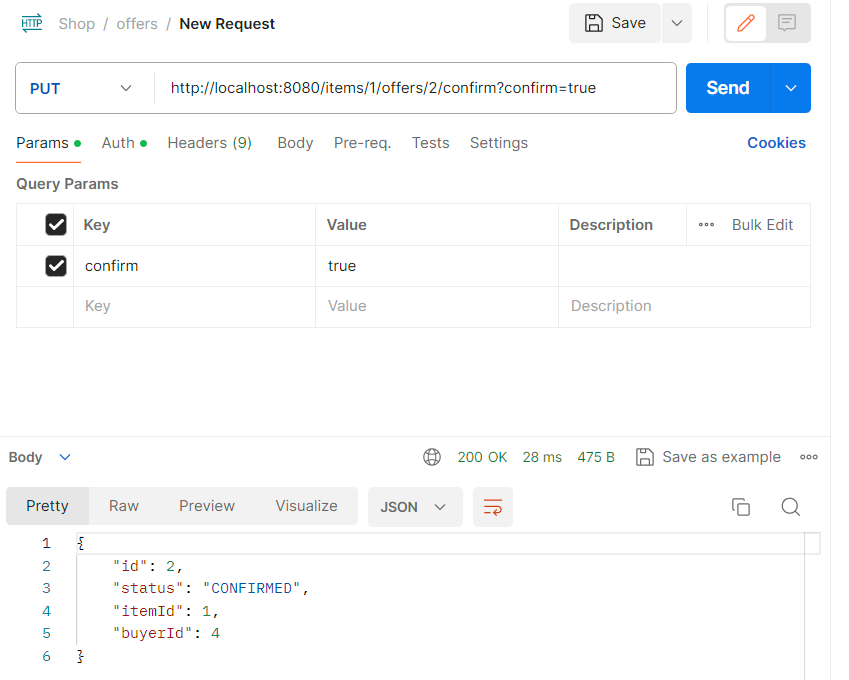 HTTP Shop / offers / New Request Save
PUT http://localhost:8080/items/1/offers/2/confirm?confirm=true Send
Params Auth Headers (9) Body Pre-req. Tests Settings Cookies
Query Params
Key Value Description Bulk Edit
confirm true
Key Value Description
Body 200 OK 28 ms 475 B Save as example
Pretty Raw Preview Visualize JSON
1 {
2 "id": 2,
3 "status": "CONFIRMED",
4 "itemId": 1,
5 "buyerId": 4
6 }